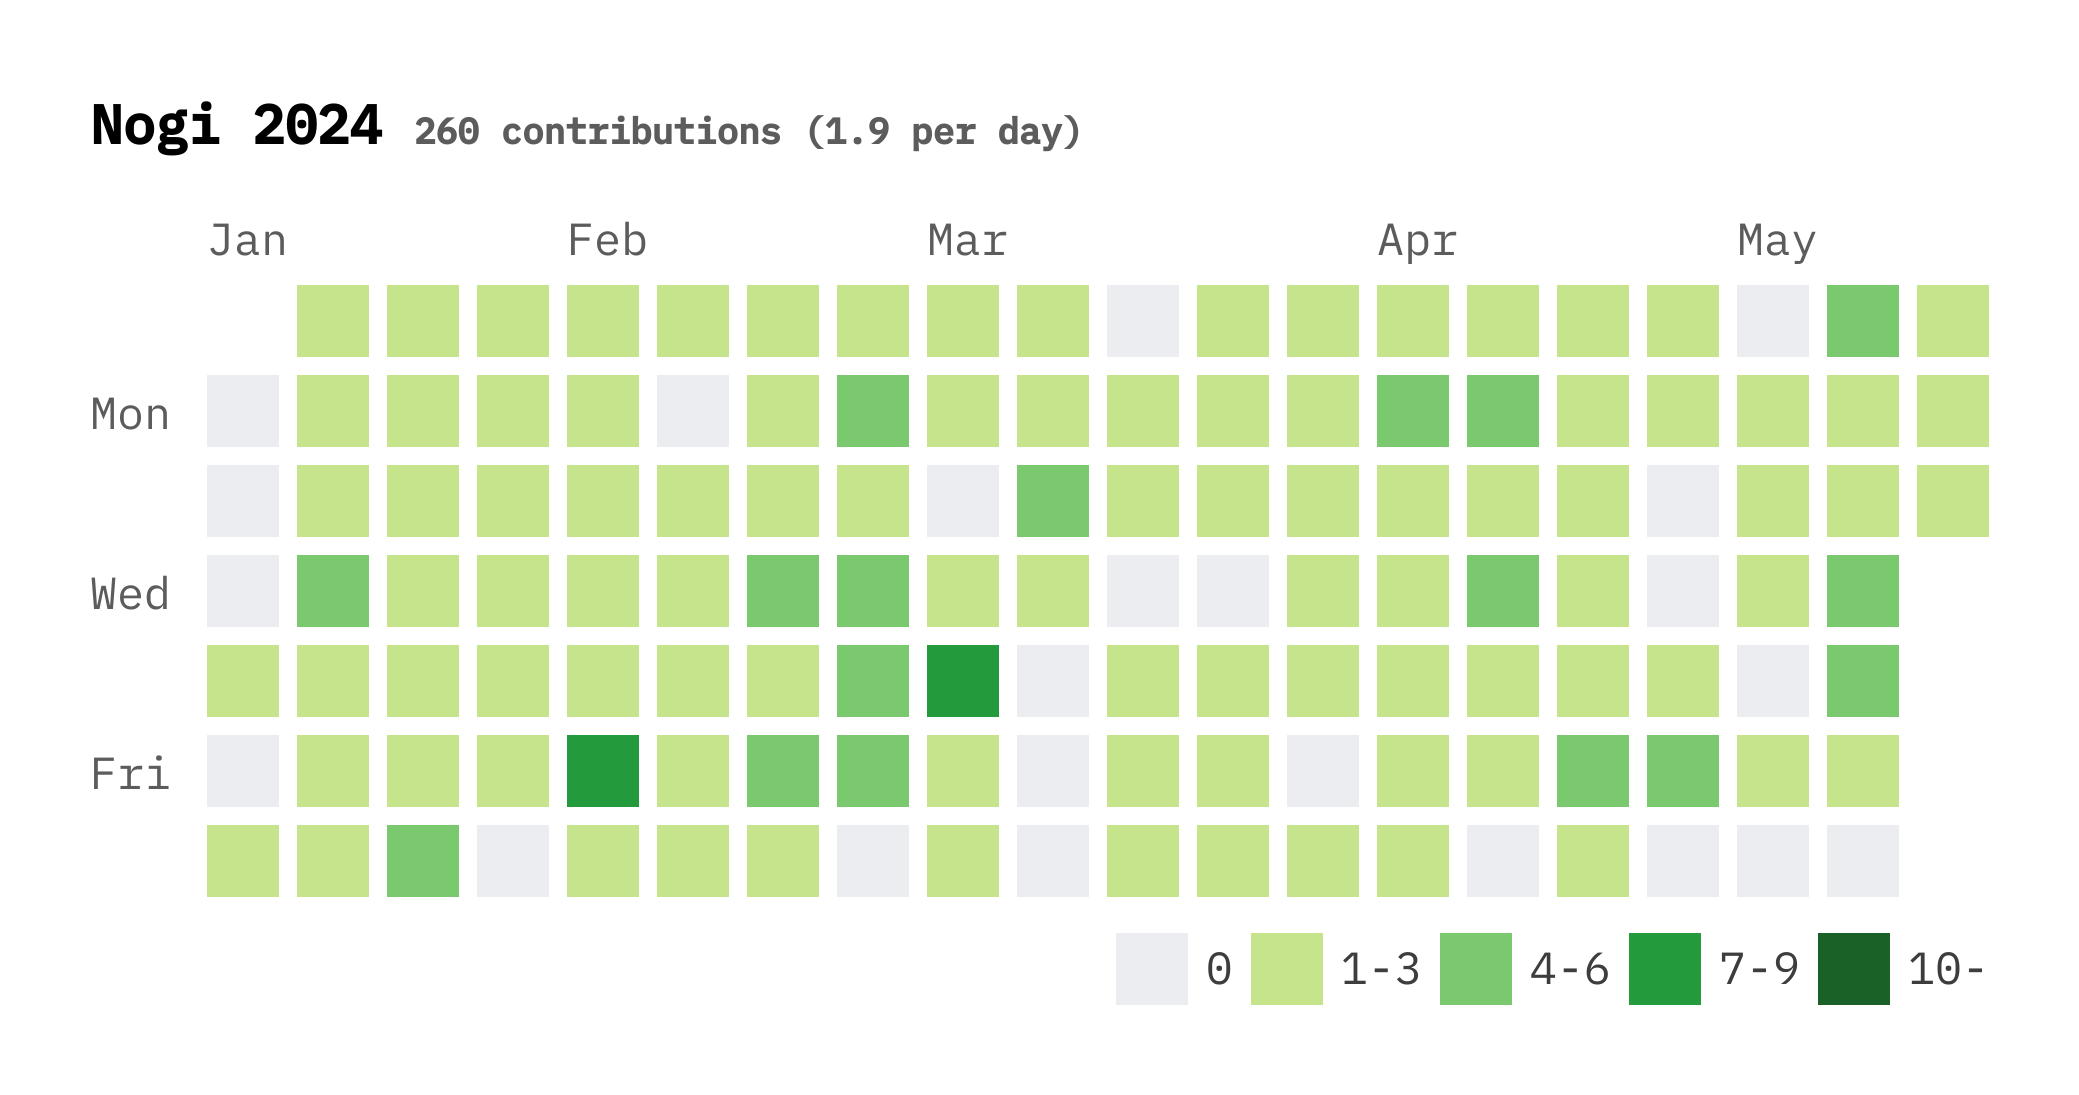 Nogi 2024 260 contributions (1.9 per day)
Jan Feb Mar Apr May
Mon
Wed
Fri
0 1-3 4-6 7-9 10-